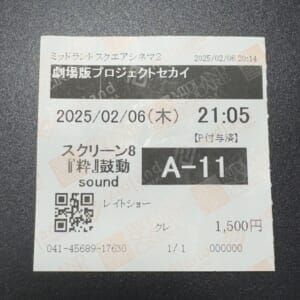 ミッドランドスクエアシネマ2 2025/02/06 20:14
劇場版プロジェクトセカイ
2025/02/06(木) 21:05
【P付与済】
スクリーン8
『粋』鼓動
sound
A-11
レイトショー
クレ 1,500円
041-45689-17630 1/1 000000